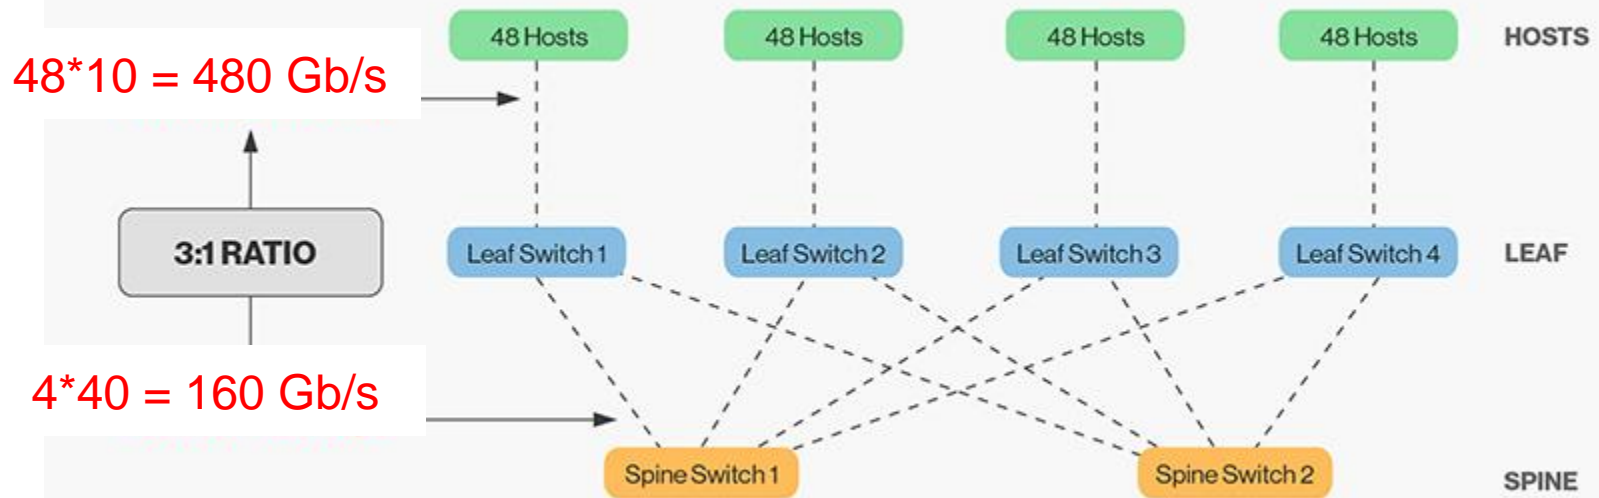 48 Hosts
48 Hosts
48 Hosts
48 Hosts
HOSTS
48*10 = 480 Gb/s
3:1 RATIO
Leaf Switch 1
Leaf Switch 2
Leaf Switch 3
Leaf Switch 4
LEAF
4*40 = 160 Gb/s
Spine Switch 1
Spine Switch 2
SPINE